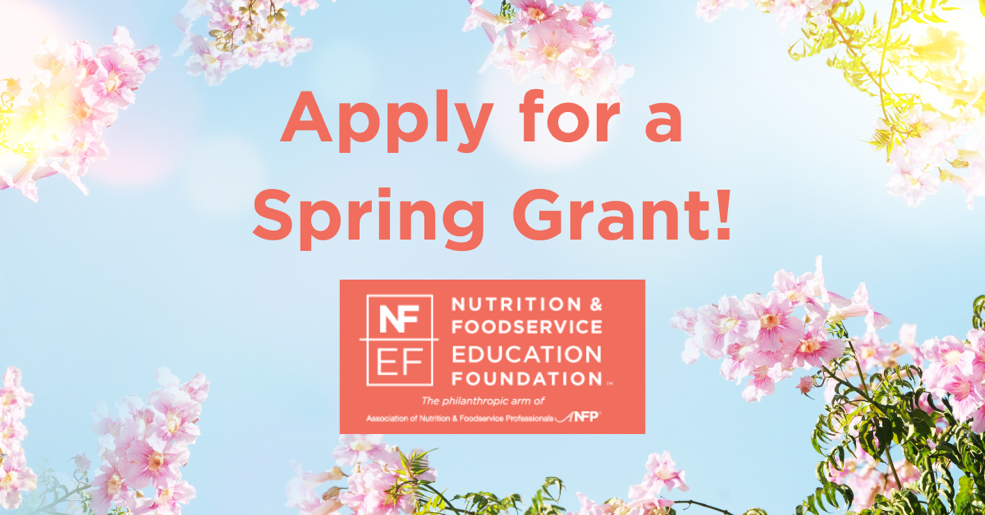 Apply for a
Spring Grant!
NF
EF
NUTRITION &
FOODSERVICE
EDUCATION
FOUNDATION™
The philanthropic arm of
Association of Nutrition & Foodservice Professionals ANFP®